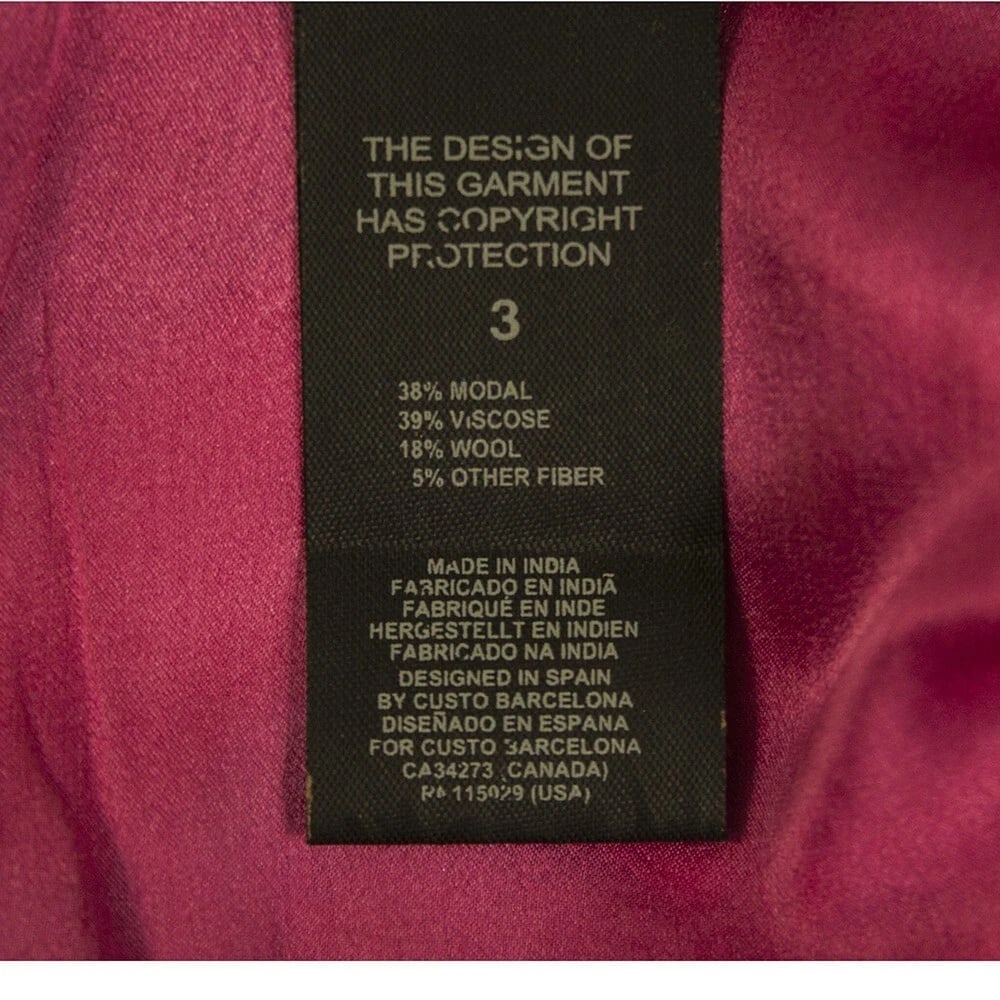 THE DESIGN OF
THIS GARMENT
HAS COPYRIGHT
PROTECTION
3
38% MODAL
39% VISCOSE
18% WOOL
5% OTHER FIBER
MADE IN INDIA
FABRICADO EN INDIÃ
FABRIQUÉ EN INDE
HERGESTELLT EN INDIEN
FABRICADO NA INDIA
DESIGNED IN SPAIN
BY CUSTO BARCELONA
DISEÑADO EN ESPANA
FOR CUSTO BARCELONA
CA34273 (CANADA)
115029 (USA)